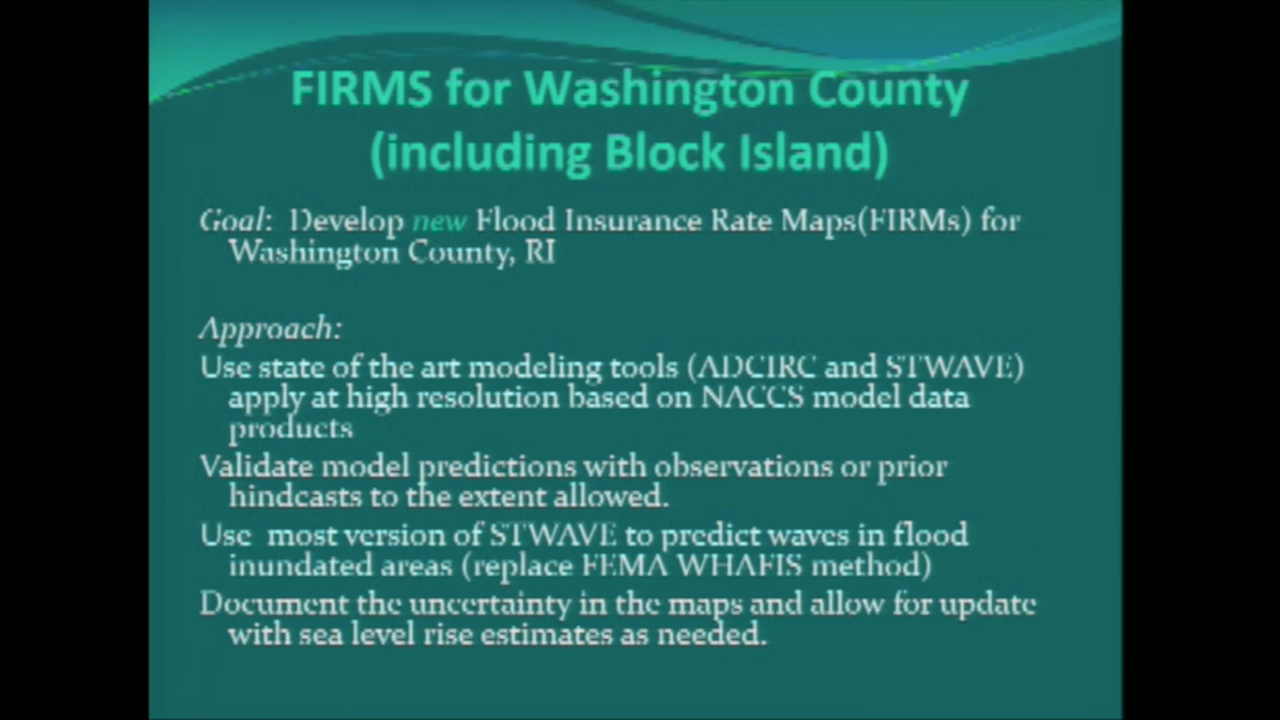 FIRMS for Washington County
(including Block Island)
Goal: Develop new Flood Insurance Rate Maps(FIRMs) for
Washington County, RI
Approach:
Use state of the art modeling tools (ADCIRC and STWAVE)
apply at high resolution based on NACCS model data
products
Validate model predictions with observations or prior
hindcasts to the extent allowed.
Use most version of STWAVE to predict waves in flood
inundated areas (replace FEMA WHAFIS method)
Document the uncertainty in the maps and allow for update
with sea level rise estimates as needed.